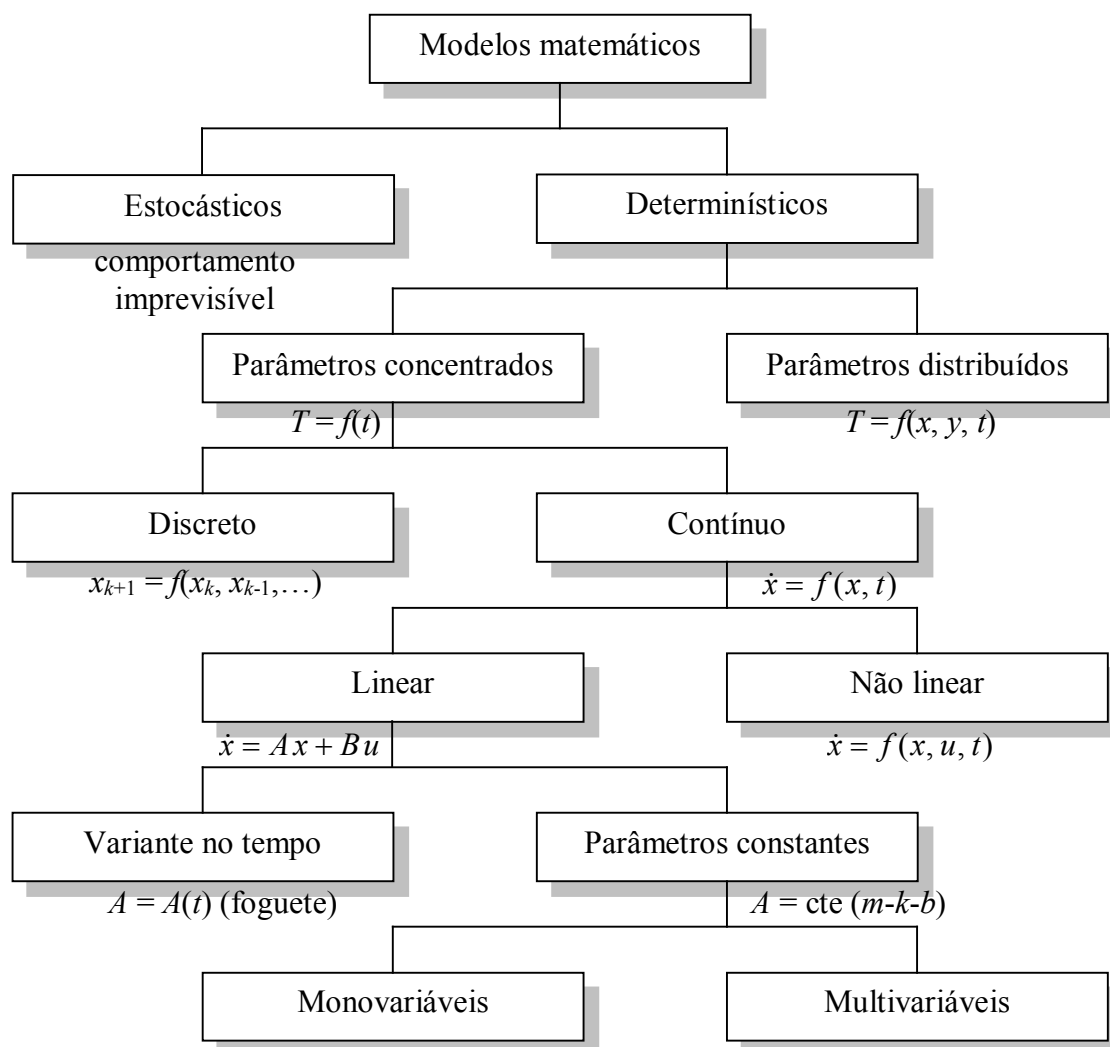 Modelos matemáticos
Estocásticos
Determinísticos
comportamento
imprevisível
Parâmetros concentrados
Parâmetros distribuídos
T = f(t)
T = f(x, y, t)
Discreto
Contínuo
xₖ₊₁ = f(xₖ, xₖ₋₁,…)
ẋ = f(x, t)
Linear
Não linear
ẋ = Ax + Bu
ẋ = f(x, u, t)
Variante no tempo
Parâmetros constantes
A = A(t) (foguete)
A = cte (m-k-b)
Monovariáveis
Multivariáveis